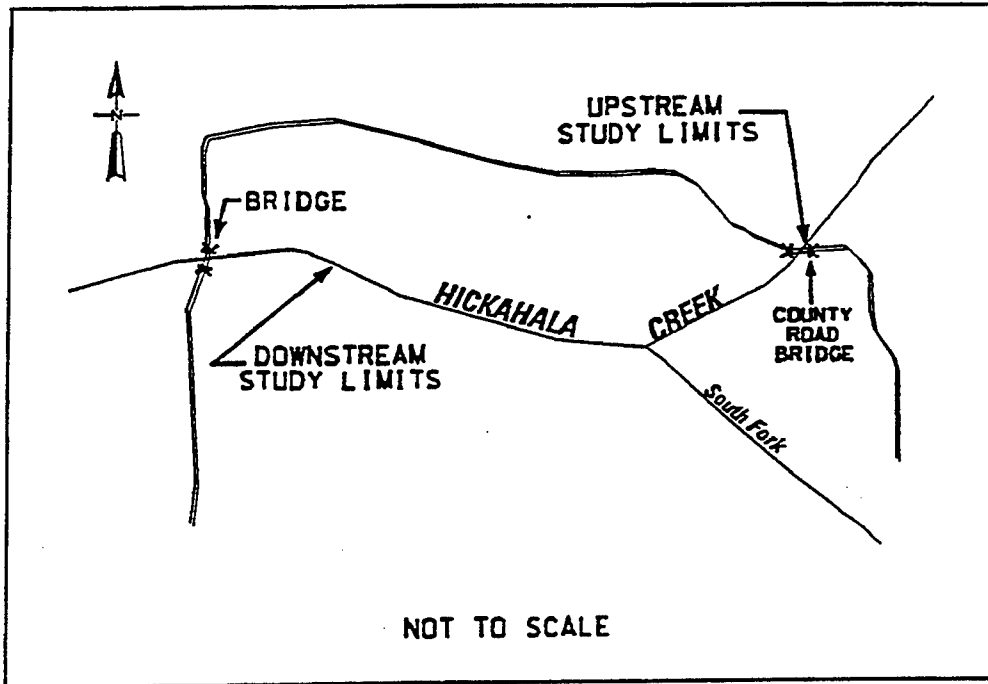 N
UPSTREAM
STUDY LIMITS
BRIDGE
HICKAHALA
CREEK
COUNTY
ROAD
BRIDGE
DOWNSTREAM
STUDY LIMITS
South Fork
NOT TO SCALE